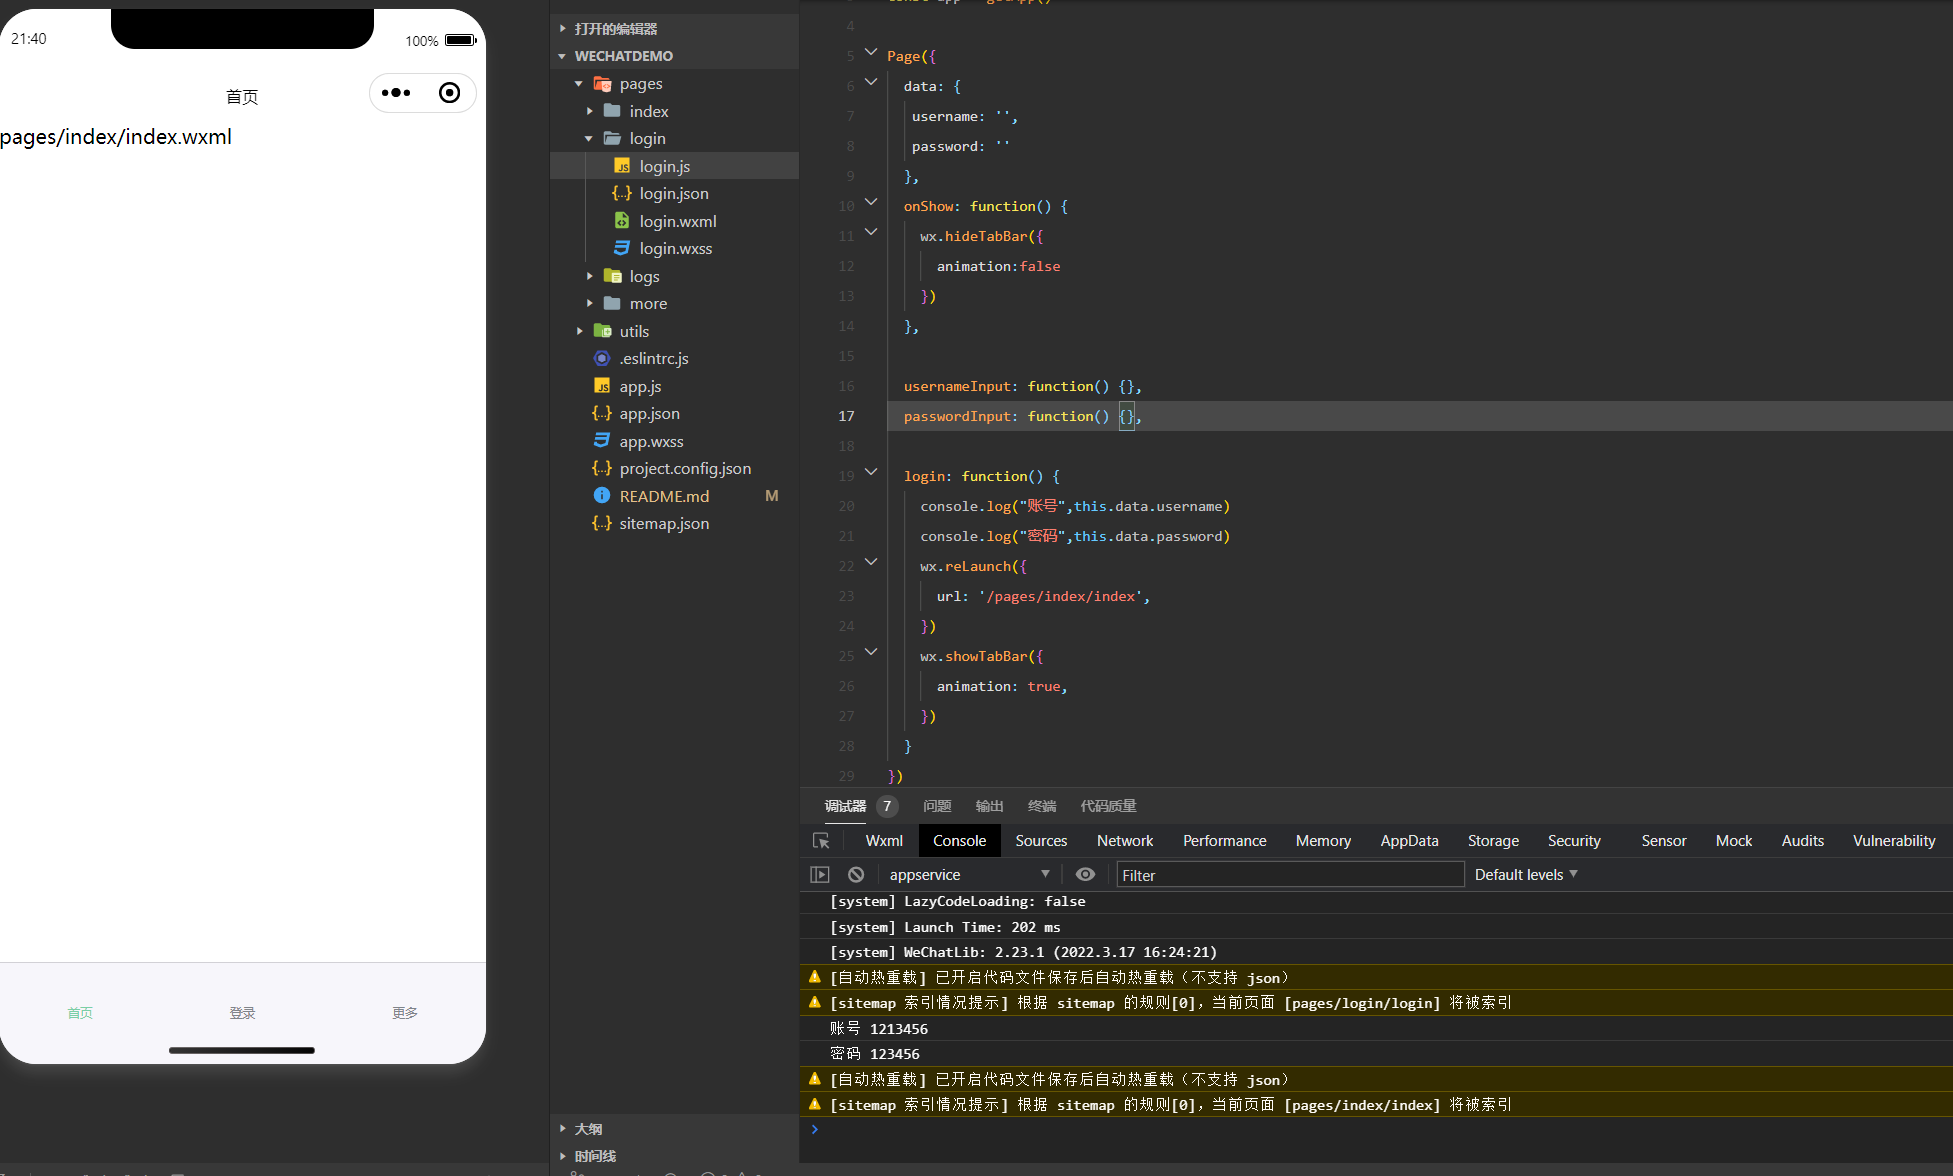 21:40
100%
首页
pages/index/index.wxml
首页
登录
更多
打开的编辑器
WECHATDEMO
pages
index
login
login.js
login.json
login.wxml
login.wxss
logs
more
utils
.eslintrc.js
app.js
app.json
app.wxss
project.config.json
README.md M
sitemap.json
大纲
时间线
4
5 Page({
6 data: {
7 username: '',
8 password: ''
9 },
10 onShow: function() {
11 wx.hideTabBar({
12 animation:false
13 })
14 },
15
16 usernameInput: function() {},
17 passwordInput: function() {},
18
19 login: function() {
20 console.log("账号",this.data.username)
21 console.log("密码",this.data.password)
22 wx.reLaunch({
23 url: '/pages/index/index',
24 })
25 wx.showTabBar({
26 animation: true,
27 })
28 }
29 })
调试器 7 问题 输出 终端 代码质量
Wxml Console Sources Network Performance Memory AppData Storage Security Sensor Mock Audits Vulnerability
appservice Filter Default levels
[system] LazyCodeLoading: false
[system] Launch Time: 202 ms
[system] WeChatLib: 2.23.1 (2022.3.17 16:24:21)
[自动热重载] 已开启代码文件保存后自动热重载（不支持 json）
[sitemap 索引情况提示] 根据 sitemap 的规则[0]，当前页面 [pages/login/login] 将被索引
账号 1213456
密码 123456
[自动热重载] 已开启代码文件保存后自动热重载（不支持 json）
[sitemap 索引情况提示] 根据 sitemap 的规则[0]，当前页面 [pages/index/index] 将被索引